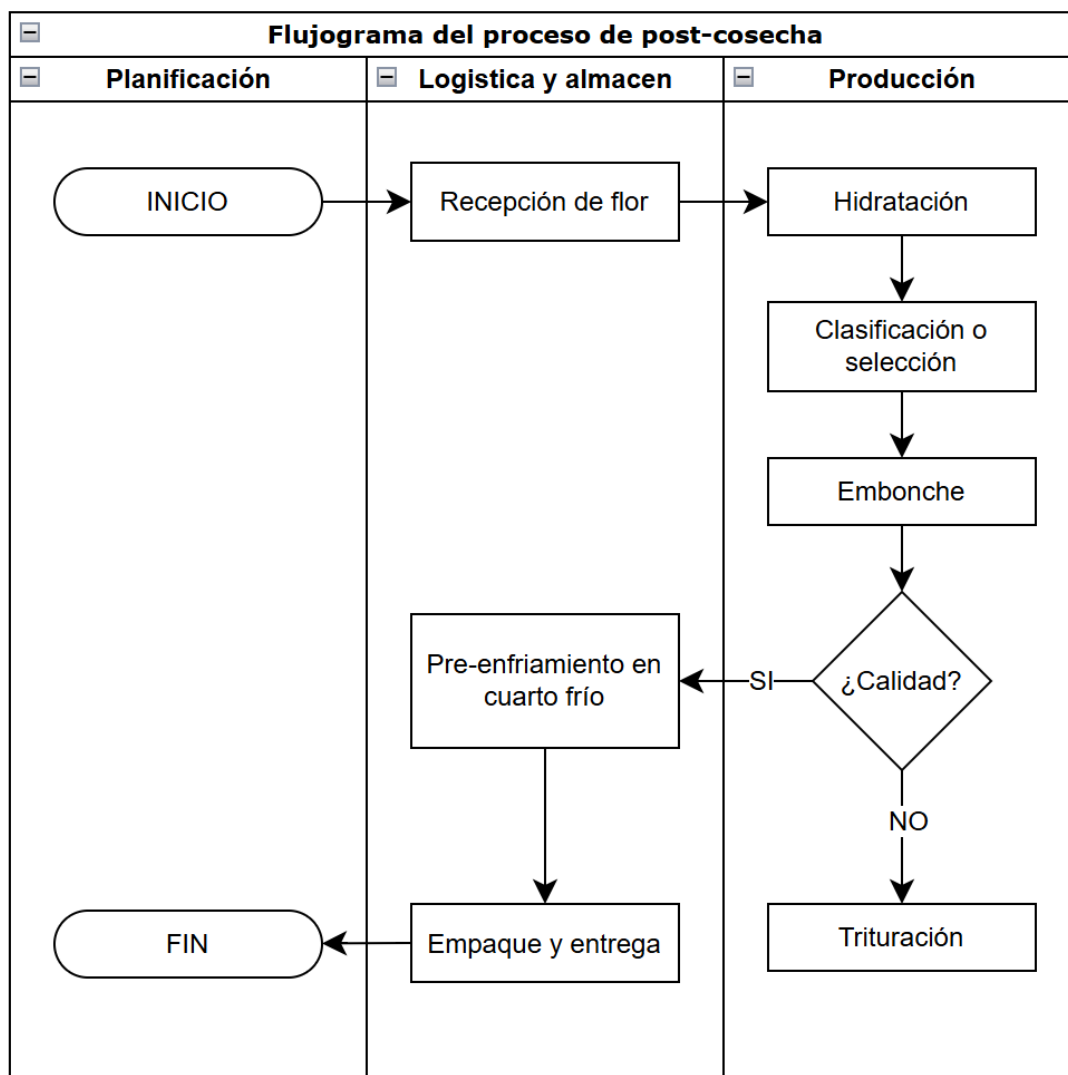 Flujograma del proceso de post-cosecha
Planificación
Logistica y almacen
Producción
INICIO
Recepción de flor
Hidratación
Clasificación o
selección
Embonche
Pre-enfriamiento en
cuarto frío
SI
¿Calidad?
NO
FIN
Empaque y entrega
Trituración